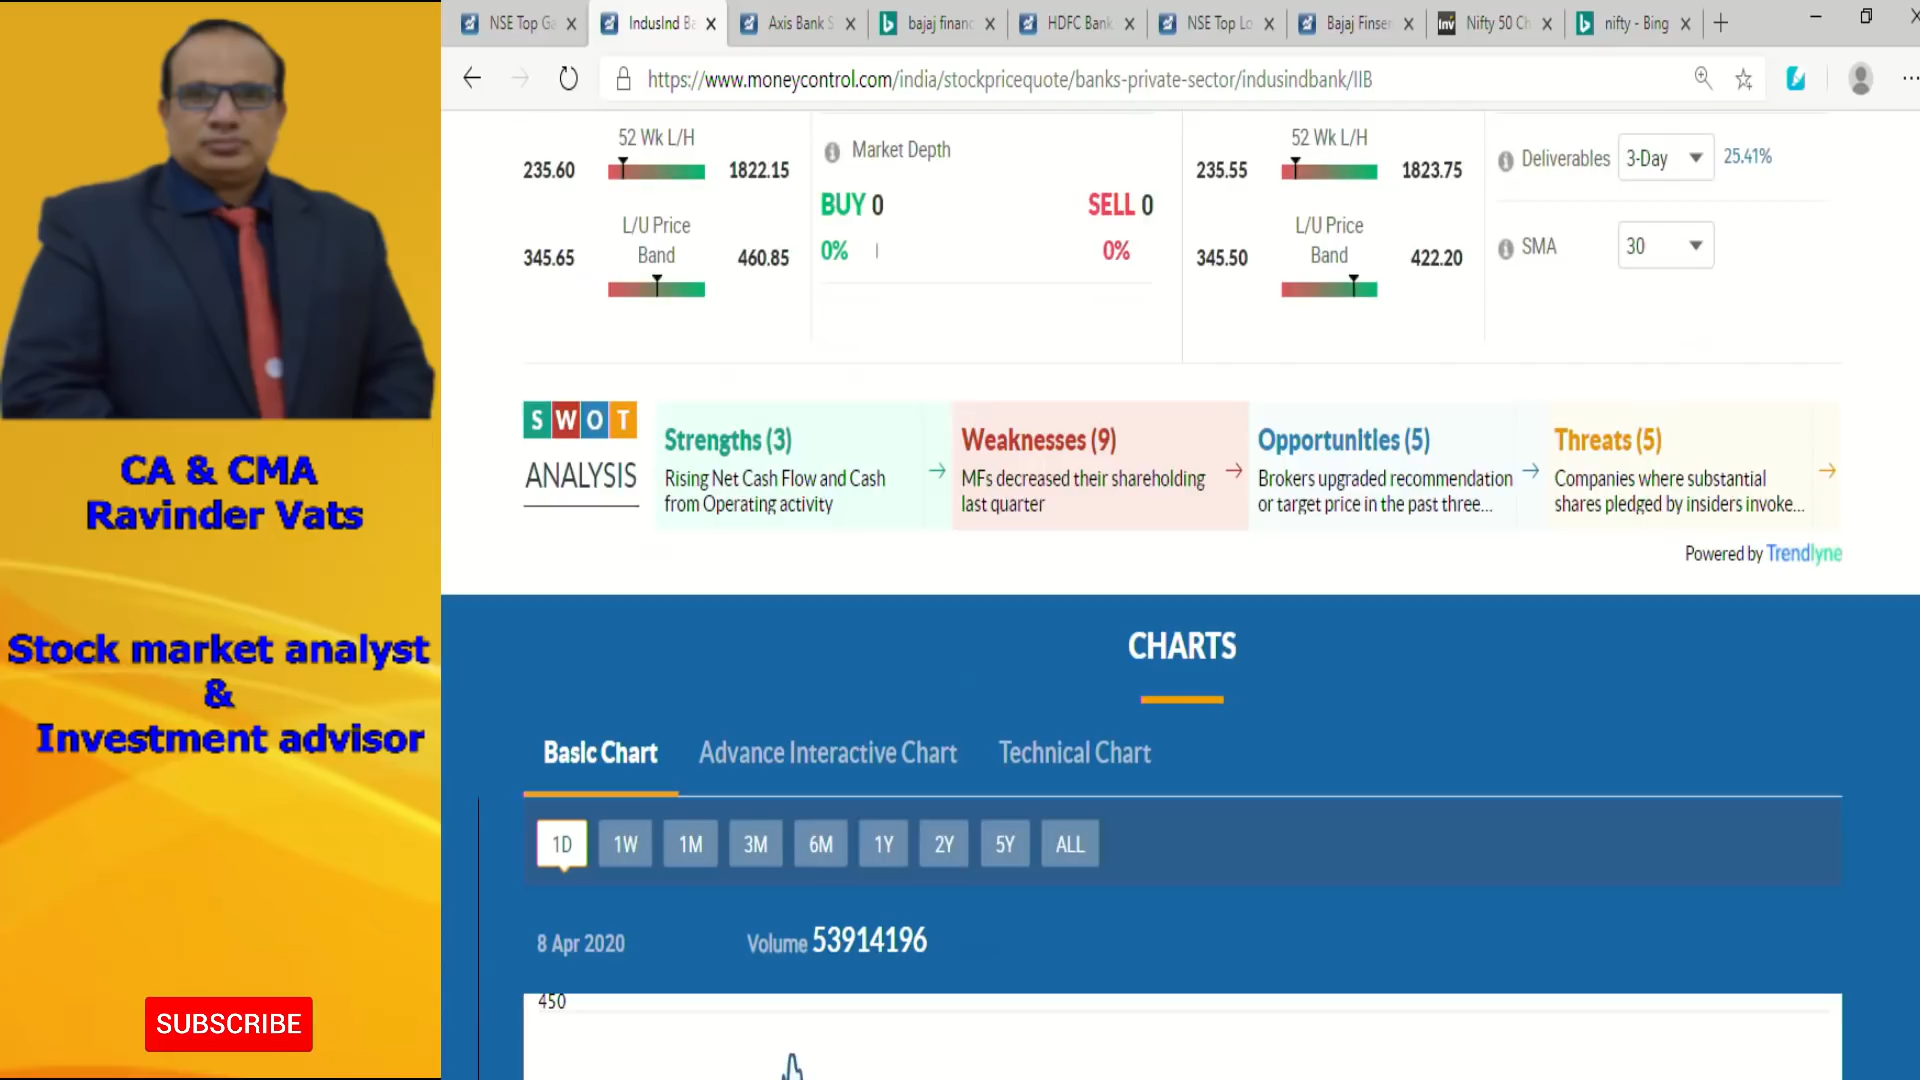 NSE Top Ga
IndusInd Ba
Axis Bank S
bajaj financ
HDFC Bank
NSE Top Lo
Bajaj Finser
Inv
Nifty 50 Ch
nifty - Bing
https://www.moneycontrol.com/india/stockpricequote/banks-private-sector/indusindbank/IIB
52 Wk L/H
235.60
1822.15
L/U Price
Band
345.65
460.85
Market Depth
BUY 0
SELL 0
0%
0%
52 Wk L/H
235.55
1823.75
L/U Price
Band
345.50
422.20
Deliverables
3-Day
25.41%
SMA
30
SWOT
ANALYSIS
Strengths (3)
Rising Net Cash Flow and Cash
from Operating activity
Weaknesses (9)
MFs decreased their shareholding
last quarter
Opportunities (5)
Brokers upgraded recommendation
or target price in the past three...
Threats (5)
Companies where substantial
shares pledged by insiders invoke...
Powered by Trendlyne
CHARTS
Basic Chart
Advance Interactive Chart
Technical Chart
1D
1W
1M
3M
6M
1Y
2Y
5Y
ALL
8 Apr 2020
Volume 53914196
450
CA & CMA
Ravinder Vats
Stock market analyst
&
Investment advisor
SUBSCRIBE